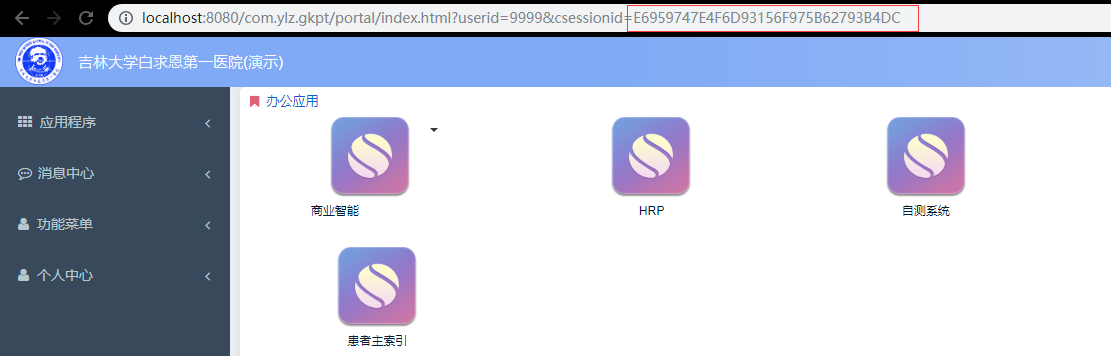 localhost:8080/com.ylz.gkpt/portal/index.html?userid=9999&csessionid=E6959747E4F6D93156F975B62793B4DC
吉林大学白求恩第一医院(演示)
应用程序
消息中心
功能菜单
个人中心
办公应用
商业智能
HRP
自测系统
患者主索引